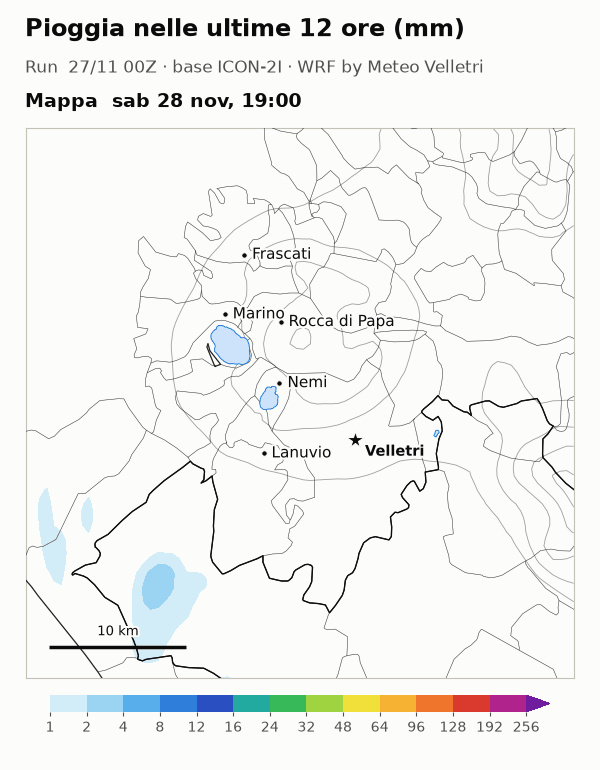 Pioggia nelle ultime 12 ore (mm)
Run  27/11 00Z · base ICON-2I · WRF by Meteo Velletri
Mappa  sab 28 nov, 19:00
Frascati
Marino
Rocca di Papa
Nemi
Velletri
Lanuvio
10 km
1 2 4 8 12 16 24 32 48 64 96 128 192 256